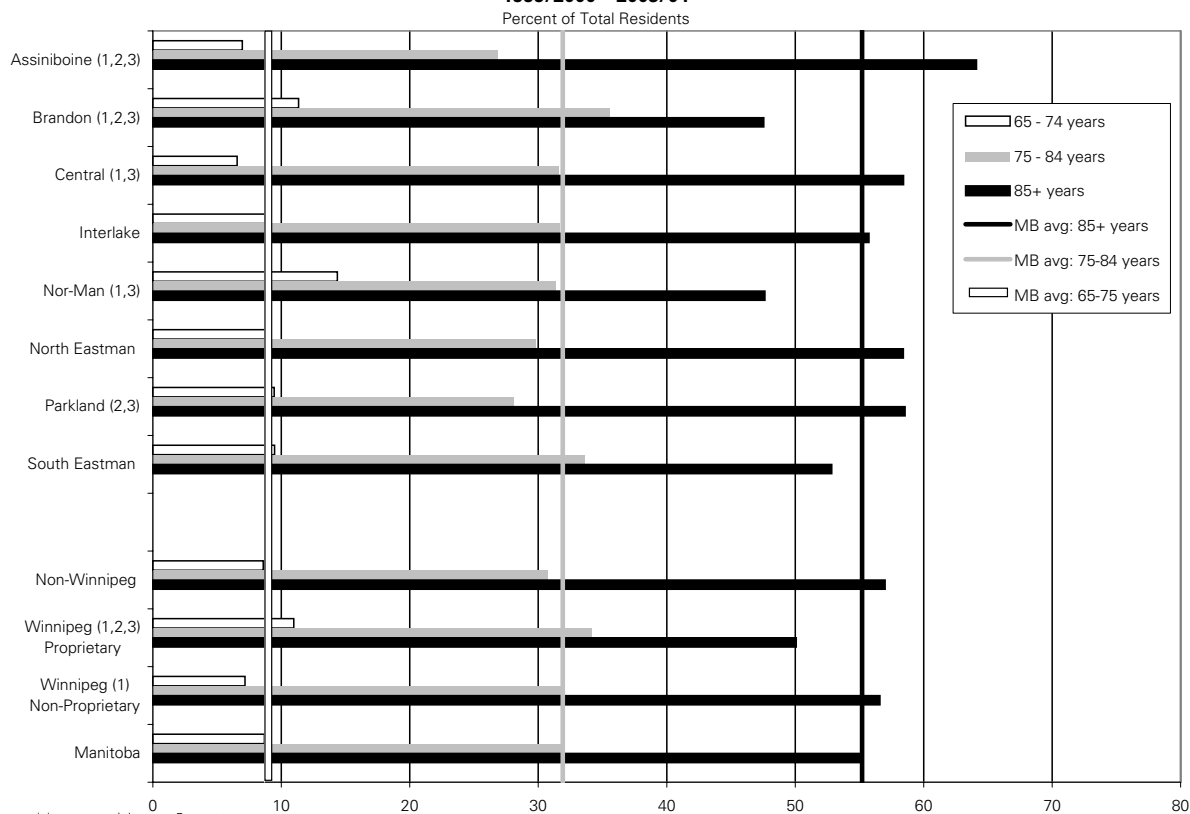 Percent of Total Residents
Assiniboine (1,2,3)
Brandon (1,2,3)
Central (1,3)
Interlake
Nor-Man (1,3)
North Eastman
Parkland (2,3)
South Eastman
Non-Winnipeg
Winnipeg (1,2,3)
Proprietary
Winnipeg (1)
Non-Proprietary
Manitoba
65 - 74 years
75 - 84 years
85+ years
MB avg: 85+ years
MB avg: 75-84 years
MB avg: 65-75 years
0 10 20 30 40 50 60 70 80